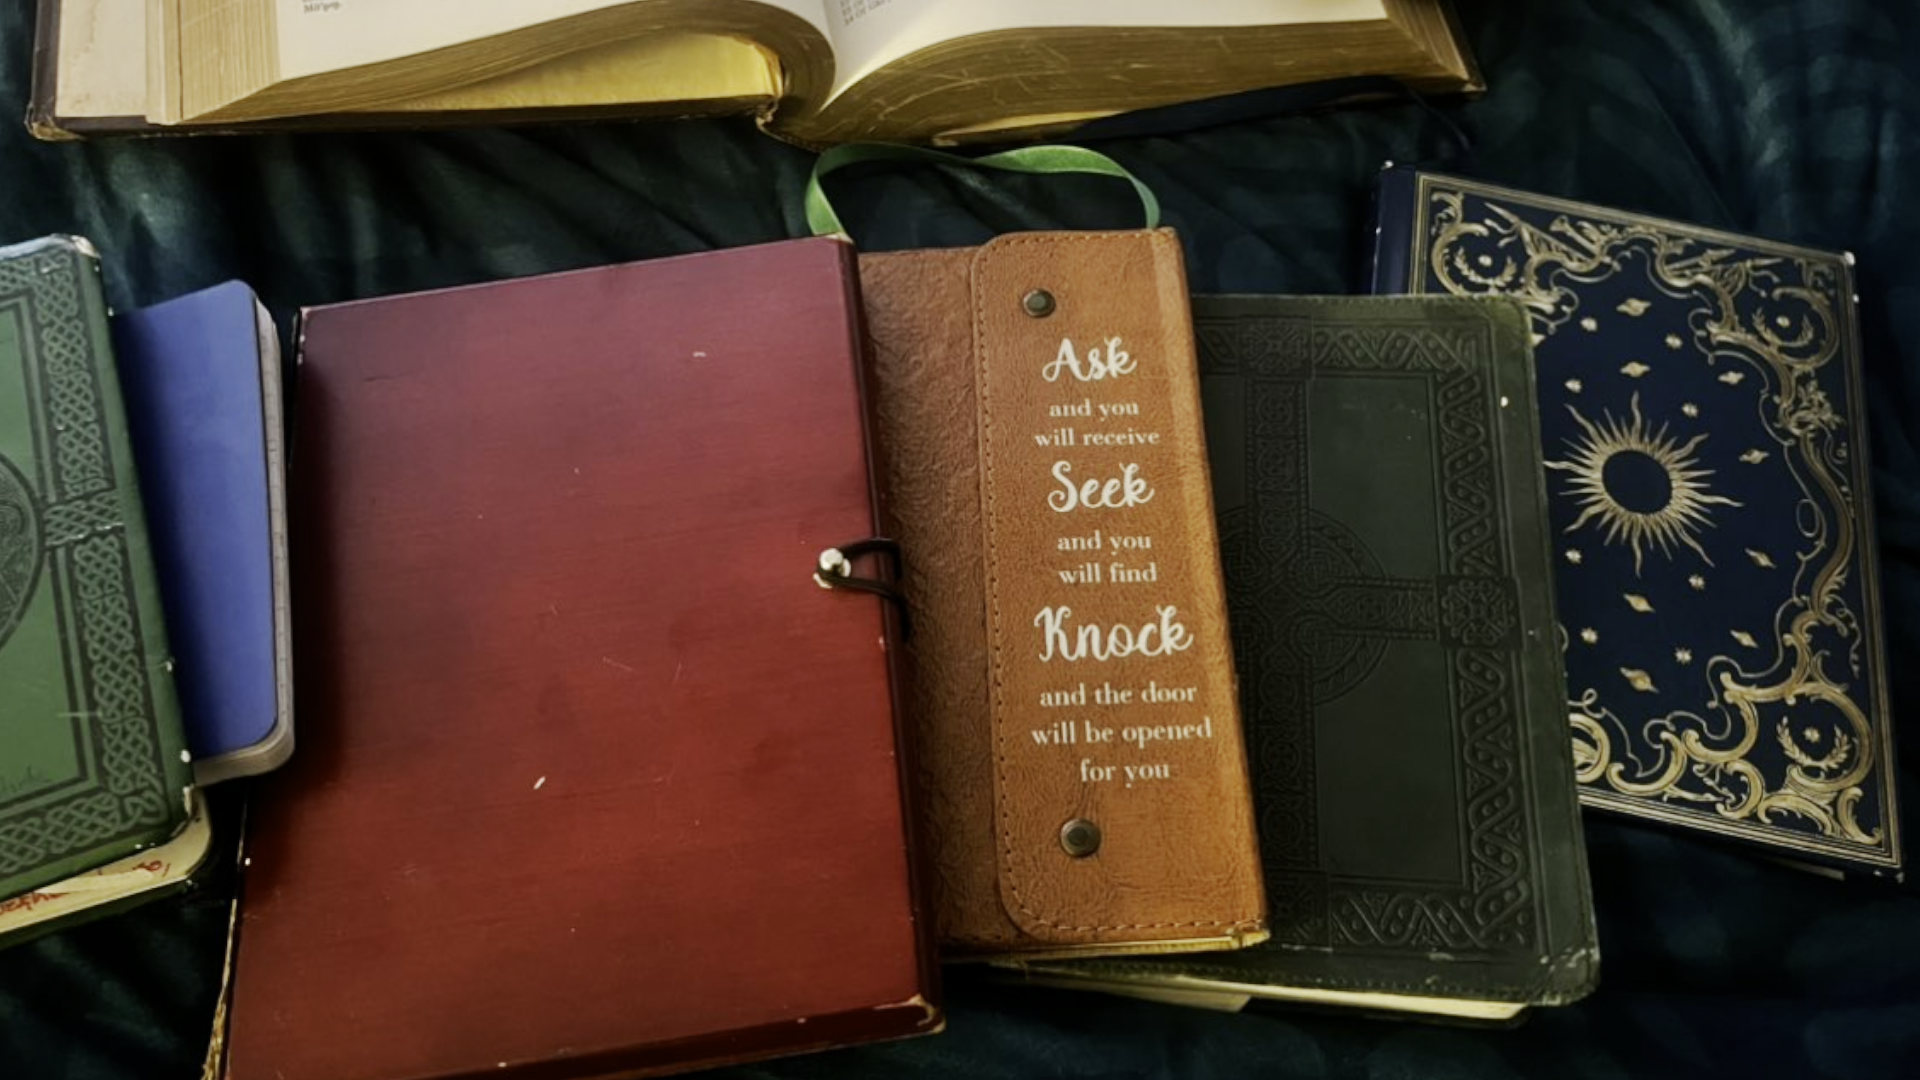 Ask
and you
will receive
Seek
and you
will find
Knock
and the door
will be opened
for you